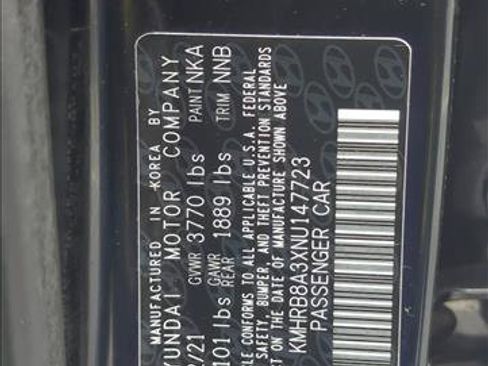 MANUFACTURED IN KOREA BY
YUNDAI MOTOR COMPANY
2/21 GVWR 3770 lbs PAINT NKA
101 lbs GAWR REAR 1889 lbs TRIM NNB
LE CONFORMS TO ALL APPLICABLE U.S.A. FEDERAL
SAFETY, BUMPER, AND THEFT PREVENTION STANDARDS
CT ON THE DATE OF MANUFACTURE SHOWN ABOVE
KMHRB8A3XNU147723
PASSENGER CAR